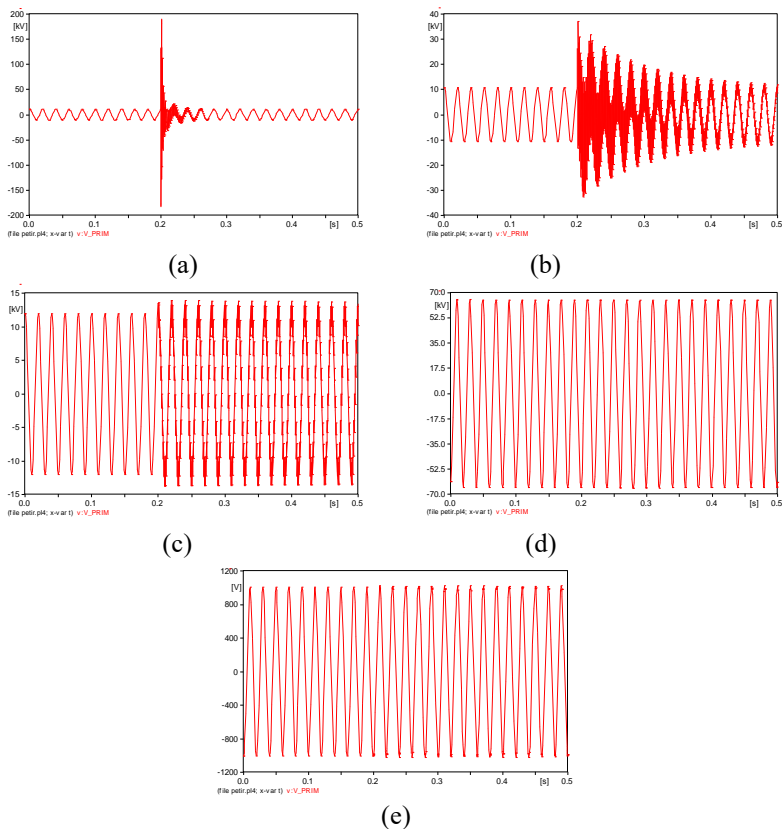 200
[kV]
150
100
50
0
-50
-100
-150
-200
0.0 0.1 0.2 0.3 0.4 [s] 0.5
(file petir.pl4; x-var t) v:V_PRIM
(a)
40
[kV]
30
20
10
0
-10
-20
-30
-40
0.0 0.1 0.2 0.3 0.4 [s] 0.5
(file petir.pl4; x-var t) v:V_PRIM
(b)
15
[kV]
10
5
0
-5
-10
-15
0.0 0.1 0.2 0.3 0.4 [s] 0.5
(file petir.pl4; x-var t) v:V_PRIM
(c)
70.0
[kV]
52.5
35.0
17.5
0.0
-17.5
-35.0
-52.5
-70.0
0.0 0.1 0.2 0.3 0.4 [s] 0.5
(file petir.pl4; x-var t) v:V_PRIM
(d)
1200
[V]
800
400
0
-400
-800
-1200
0.0 0.1 0.2 0.3 0.4 [s] 0.5
(file petir.pl4; x-var t) v:V_PRIM
(e)